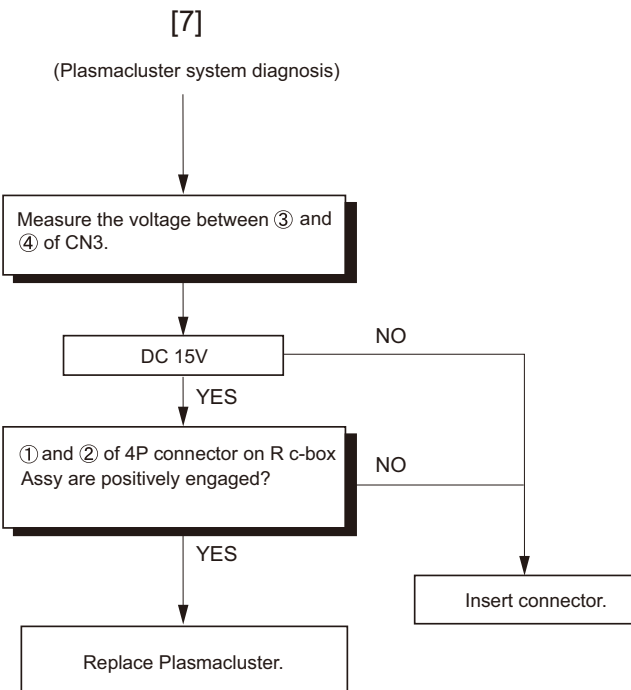 [7]
(Plasmacluster system diagnosis)
Measure the voltage between ③ and
④ of CN3.
DC 15V
NO
YES
① and ② of 4P connector on R c-box
Assy are positively engaged?
NO
YES
Insert connector.
Replace Plasmacluster.